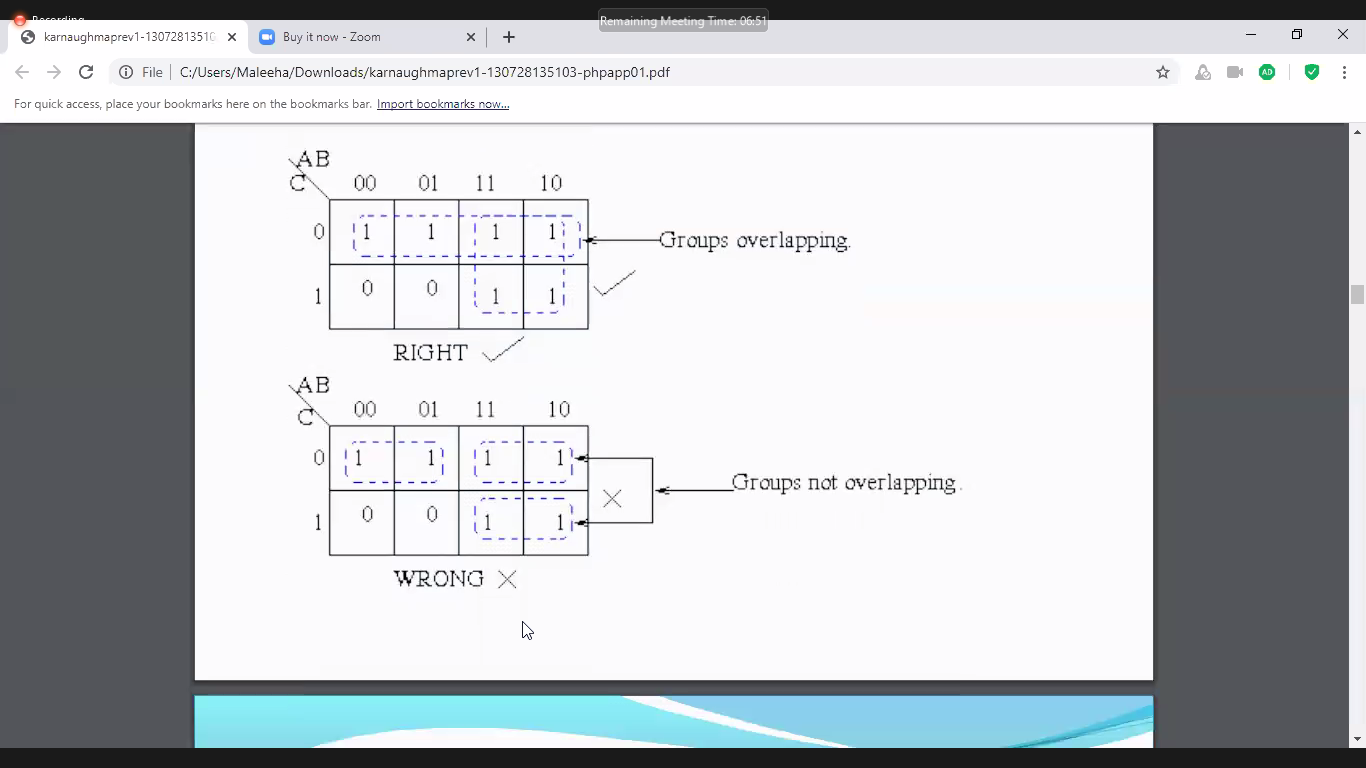 Recording
Remaining Meeting Time: 06:51
karnaughmaprev1-1307281351
Buy it now - Zoom
File C:/Users/Maleeha/Downloads/karnaughmaprev1-130728135103-phpapp01.pdf
AD
For quick access, place your bookmarks here on the bookmarks bar. Import bookmarks now...
AB
C 00 01 11 10
0 1 1 1 1 Groups overlapping.
1 0 0 1 1
RIGHT
AB
C 00 01 11 10
0 1 1 1 1
Groups not overlapping.
1 0 0 1 1
WRONG